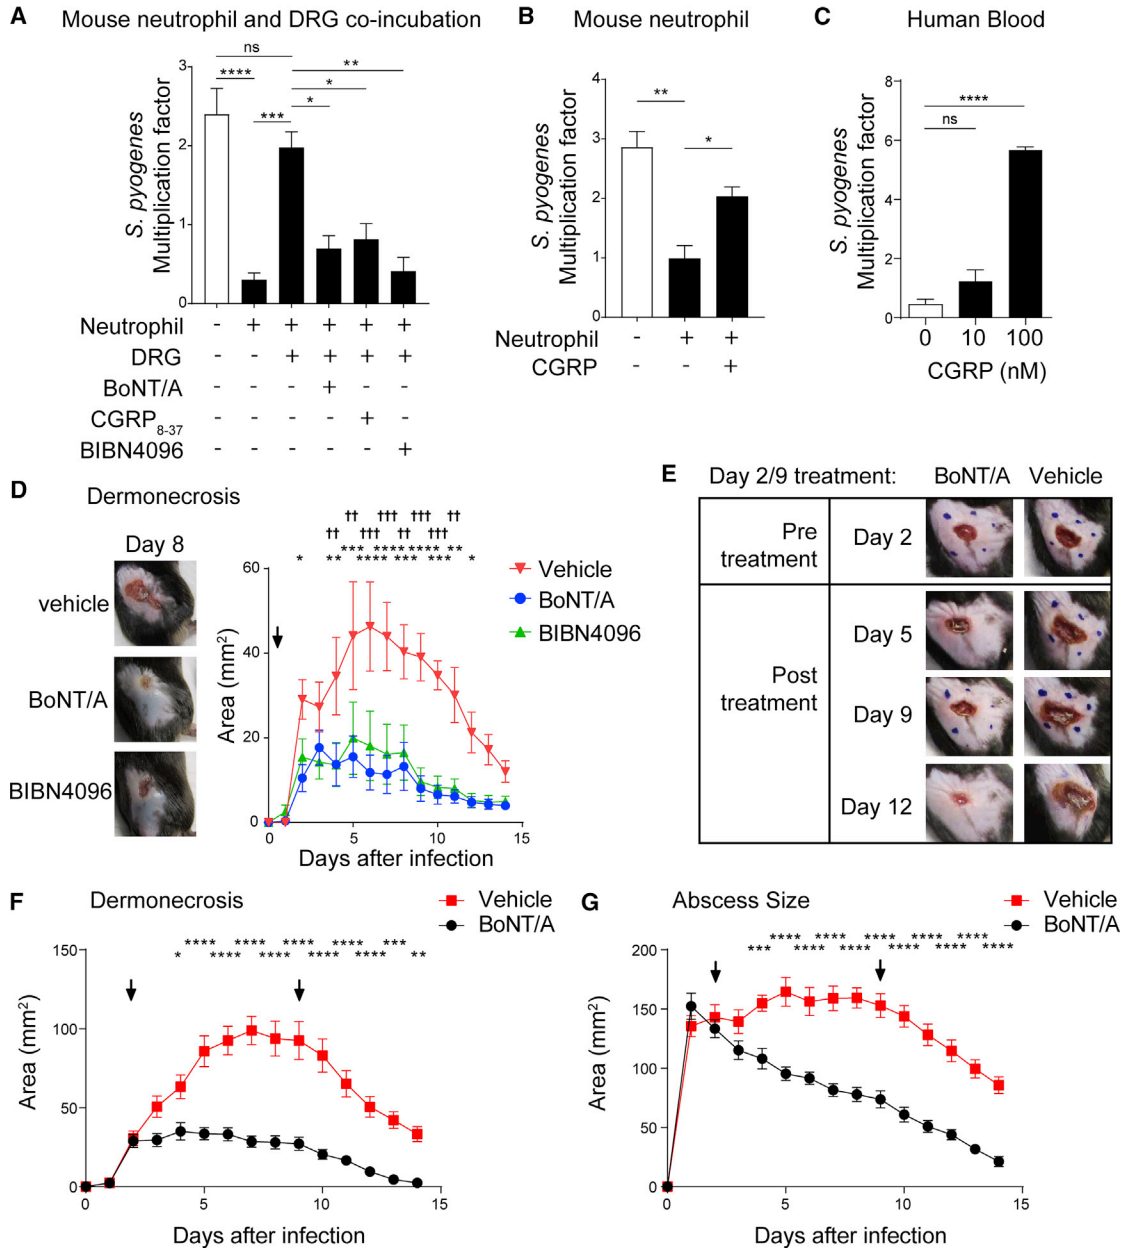 A Mouse neutrophil and DRG co-incubation
ns
****
***
**
*
*
S. pyogenes
Multiplication factor
3
2
1
0
Neutrophil - + + + + +
DRG - - + + + +
BoNT/A - - - + - -
CGRP8-37 - - - - + -
BIBN4096 - - - - - +
B Mouse neutrophil
**
*
S. pyogenes
Multiplication factor
4
3
2
1
0
Neutrophil - + +
CGRP - - +
C Human Blood
****
ns
S. pyogenes
Multiplication factor
8
6
4
2
0
0 10 100
CGRP (nM)
D Dermonecrosis
Day 8
vehicle
BoNT/A
BIBN4096
†† ††† ††† ††
†† ††† †† †††
* *** **** **** ** *
** **** *** ***
Vehicle
BoNT/A
BIBN4096
Area (mm2)
60
40
20
0
0 5 10 15
Days after infection
E Day 2/9 treatment: BoNT/A Vehicle
Pre
treatment
Day 2
Post
treatment
Day 5
Day 9
Day 12
F Dermonecrosis
Vehicle
BoNT/A
**** **** **** **** ***
* **** **** **** **** **
Area (mm2)
150
100
50
0
0 5 10 15
Days after infection
G Abscess Size
Vehicle
BoNT/A
**** **** **** **** ****
*** **** **** **** **** ****
Area (mm2)
200
150
100
50
0
0 5 10 15
Days after infection